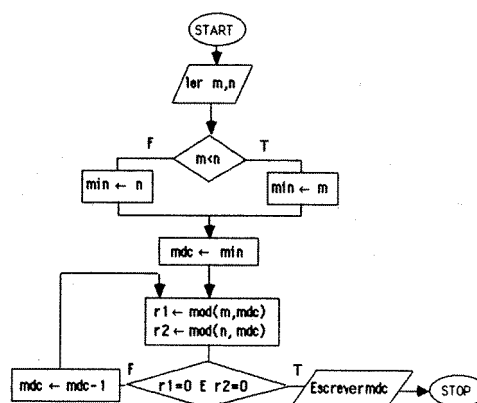 START
ler m,n
F
m<n
T
min ← n
min ← m
mdc ← min
r1 ← mod(m,mdc)
r2 ← mod(n,mdc)
mdc ← mdc-1
F
r1=0 E r2=0
T
Escrever mdc
STOP